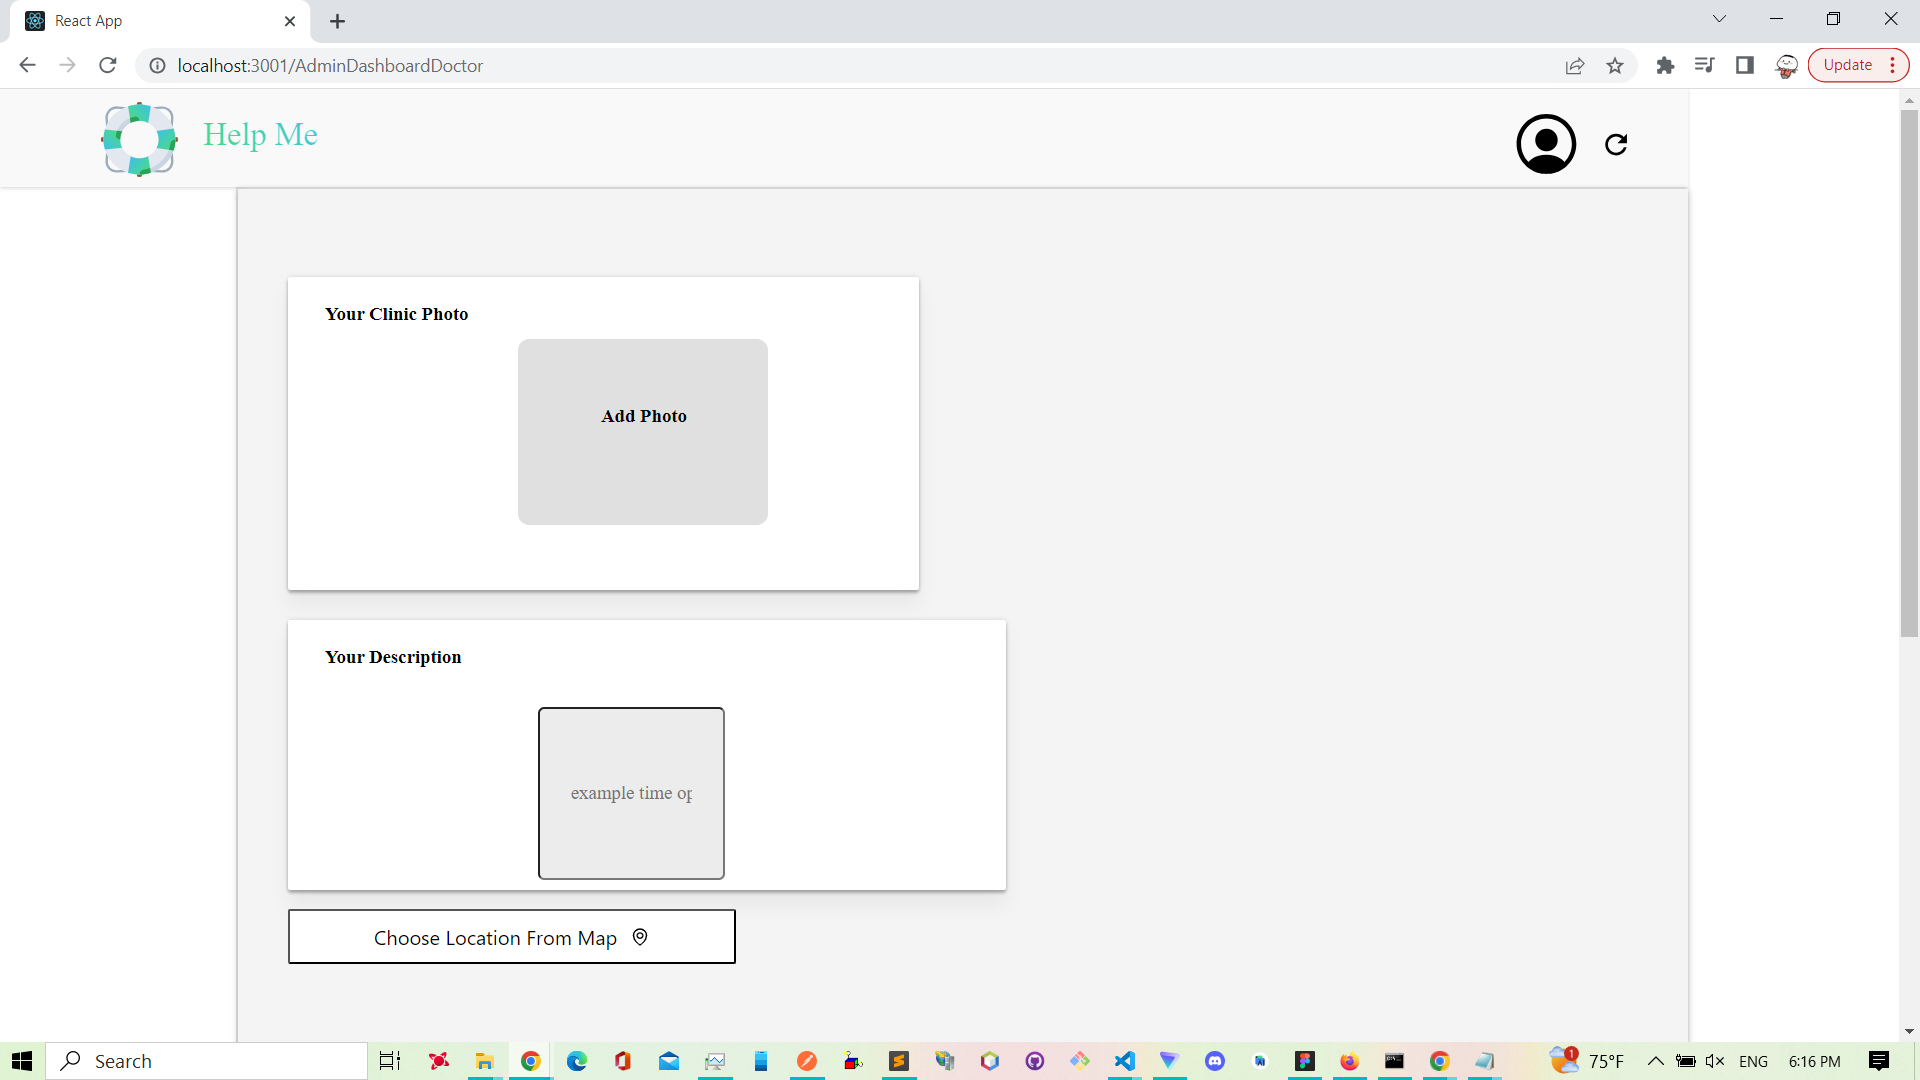 React App
localhost:3001/AdminDashboardDoctor
Update
Help Me
Your Clinic Photo
Add Photo
Your Description
example time op
Choose Location From Map
Search
1
75°F
ENG
6:16 PM